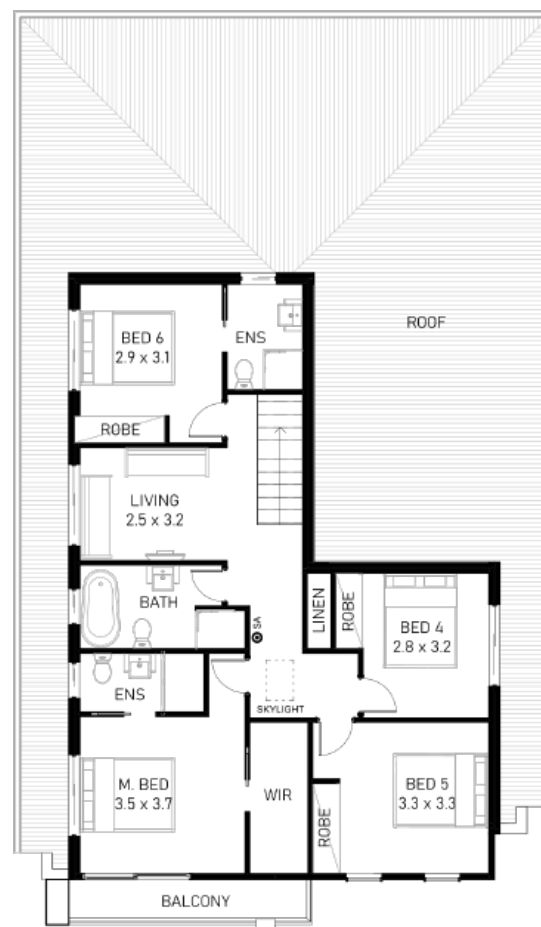 ROOF
BED 6
2.9 x 3.1
ENS
ROBE
LIVING
2.5 x 3.2
BATH
SA
LINEN
ROBE
BED 4
2.8 x 3.2
ENS
SKYLIGHT
M. BED
3.5 x 3.7
WIR
ROBE
BED 5
3.3 x 3.3
BALCONY